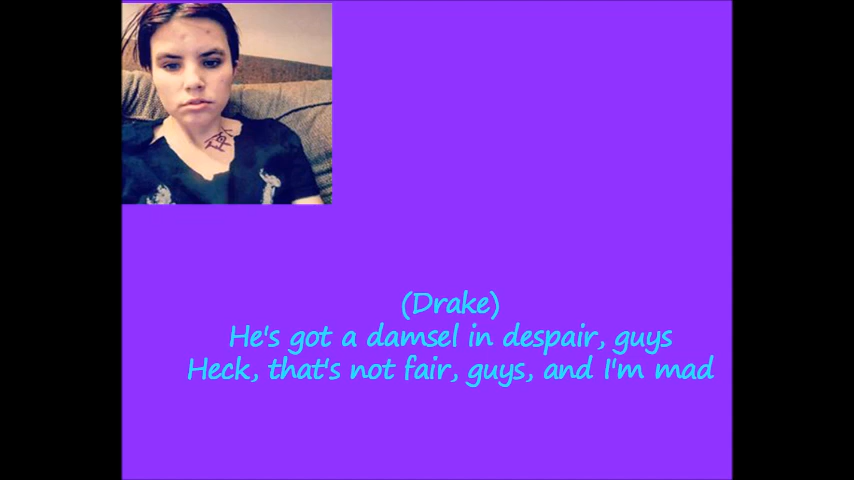 (Drake)
He's got a damsel in despair, guys
Heck, that's not fair, guys, and I'm mad